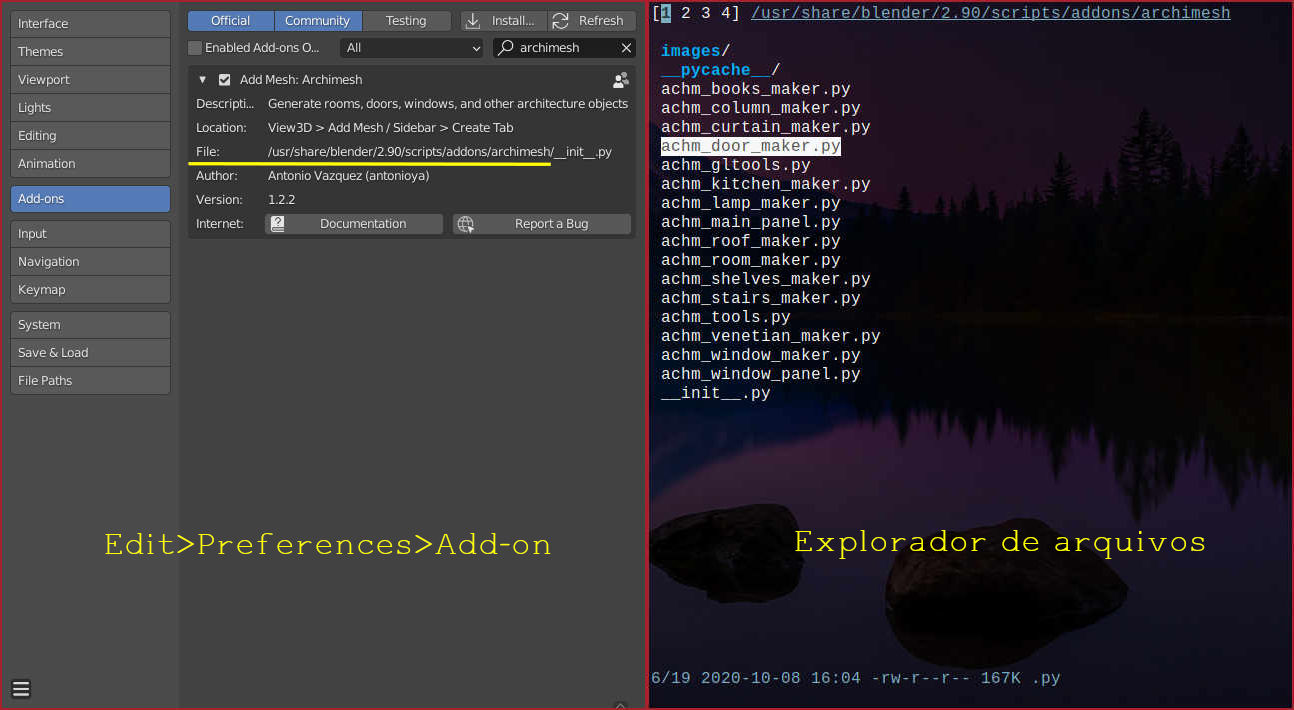 Interface
Themes
Viewport
Lights
Editing
Animation
Add-ons
Input
Navigation
Keymap
System
Save & Load
File Paths
Official Community Testing Install... Refresh
Enabled Add-ons O... All archimesh
Add Mesh: Archimesh
Descripti... Generate rooms, doors, windows, and other architecture objects
Location: View3D > Add Mesh / Sidebar > Create Tab
File: /usr/share/blender/2.90/scripts/addons/archimesh/__init__.py
Author: Antonio Vazquez (antonioya)
Version: 1.2.2
Internet: Documentation Report a Bug
Edit>Preferences>Add-on
[1 2 3 4] /usr/share/blender/2.90/scripts/addons/archimesh
images/
__pycache__/
achm_books_maker.py
achm_column_maker.py
achm_curtain_maker.py
achm_door_maker.py
achm_gltools.py
achm_kitchen_maker.py
achm_lamp_maker.py
achm_main_panel.py
achm_roof_maker.py
achm_room_maker.py
achm_shelves_maker.py
achm_stairs_maker.py
achm_tools.py
achm_venetian_maker.py
achm_window_maker.py
achm_window_panel.py
__init__.py
Explorador de arquivos
6/19 2020-10-08 16:04 -rw-r--r-- 167K .py